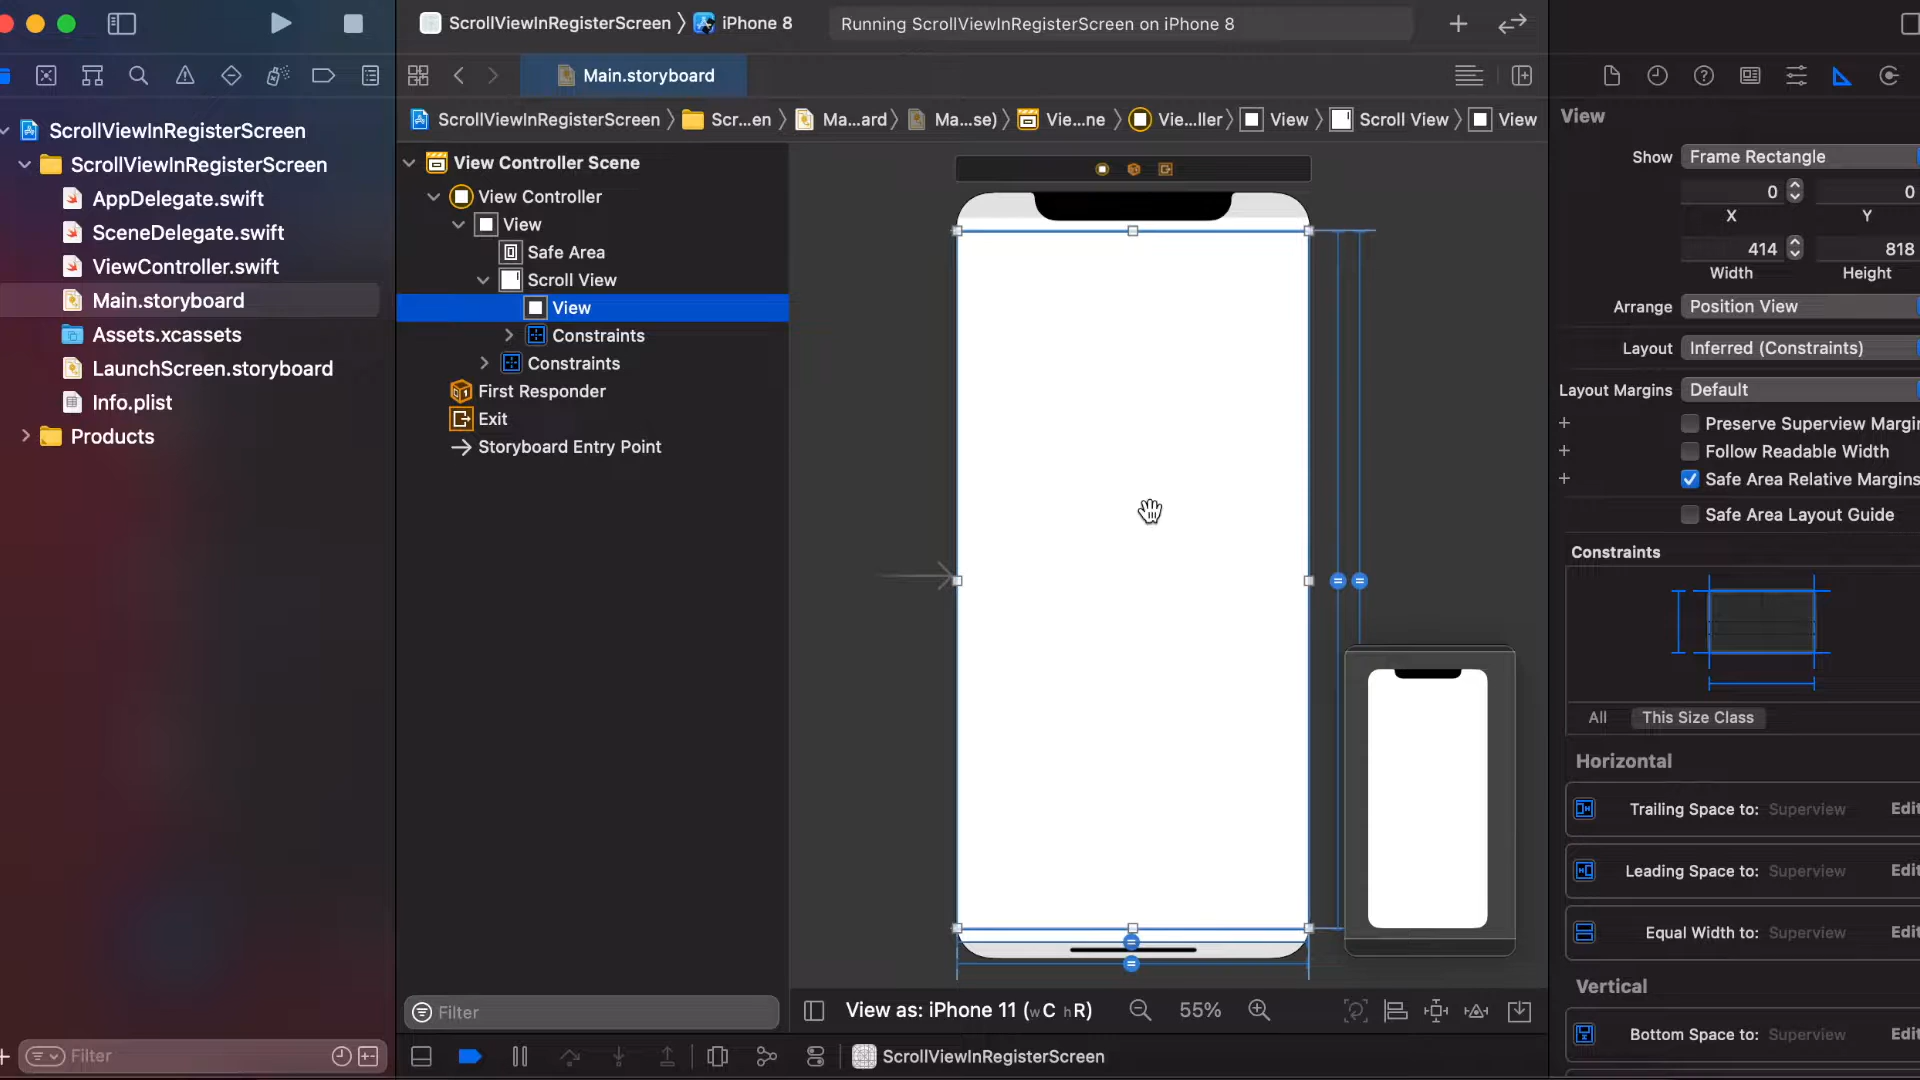 ScrollViewInRegisterScreen 〉 iPhone 8
Running ScrollViewInRegisterScreen on iPhone 8
Main.storyboard
ScrollViewInRegisterScreen 〉 Scr...en 〉 Ma...ard 〉 Ma...se) 〉 Vie...ne 〉 Vie...ller 〉 View 〉 Scroll View 〉 View
ScrollViewInRegisterScreen
ScrollViewInRegisterScreen
AppDelegate.swift
SceneDelegate.swift
ViewController.swift
Main.storyboard
Assets.xcassets
LaunchScreen.storyboard
Info.plist
Products
Filter
View Controller Scene
View Controller
View
Safe Area
Scroll View
View
Constraints
Constraints
First Responder
Exit
Storyboard Entry Point
Filter
View as: iPhone 11 (wC hR)
55%
ScrollViewInRegisterScreen
View
Show Frame Rectangle
0 0
X Y
414 818
Width Height
Arrange Position View
Layout Inferred (Constraints)
Layout Margins Default
Preserve Superview Margin
Follow Readable Width
Safe Area Relative Margins
Safe Area Layout Guide
Constraints
All This Size Class
Horizontal
Trailing Space to: Superview Edit
Leading Space to: Superview Edit
Equal Width to: Superview Edit
Vertical
Bottom Space to: Superview Edit